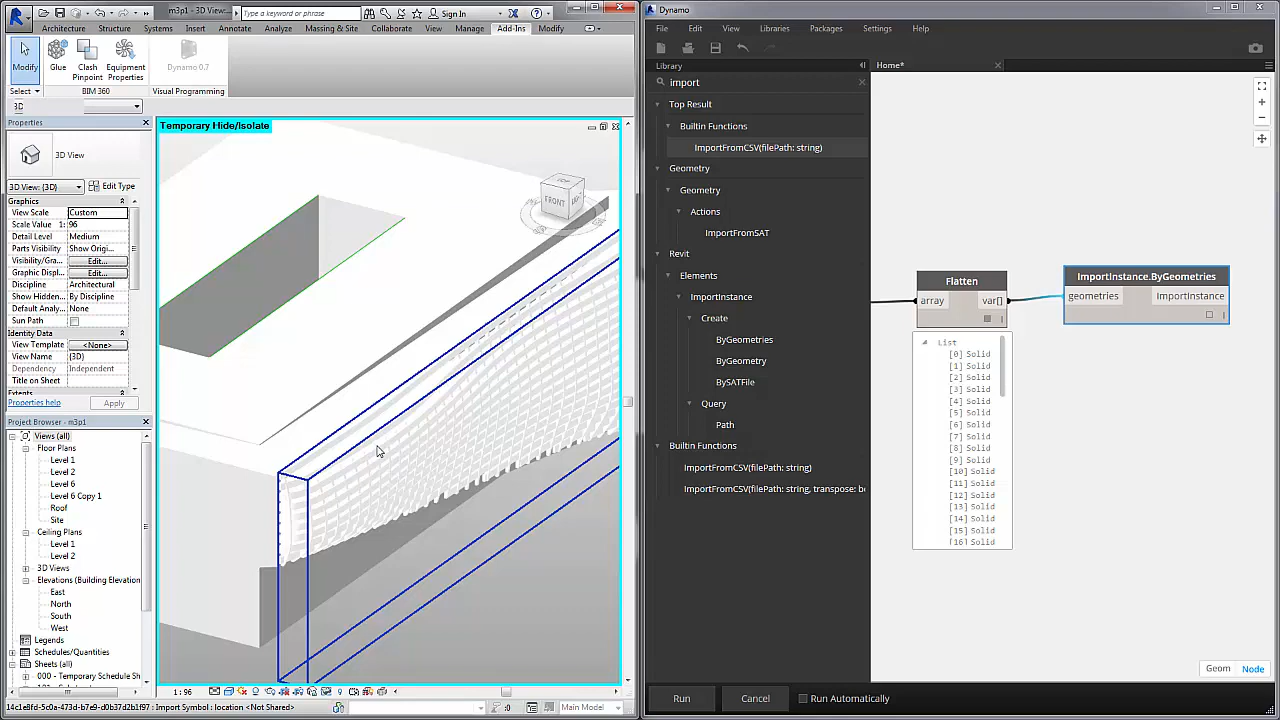 m3p1 - 3D View:
Type a keyword or phrase
Sign In
Architecture
Structure
Systems
Insert
Annotate
Analyze
Massing & Site
Collaborate
View
Manage
Add-Ins
Modify
Modify
Glue
Clash Pinpoint
Equipment Properties
Dynamo 0.7
Select
BIM 360
Visual Programming
3D
Properties
3D View
3D View: {3D}
Edit Type
Graphics
View Scale Custom
Scale Value 1: 96
Detail Level Medium
Parts Visibility Show Origi...
Visibility/Gra... Edit...
Graphic Displ... Edit...
Discipline Architectural
Show Hidden... By Discipline
Default Analy... None
Sun Path
Identity Data
View Template <None>
View Name {3D}
Dependency Independent
Title on Sheet
Extents
Properties help
Apply
Project Browser - m3p1
Views (all)
Floor Plans
Level 1
Level 2
Level 6
Level 6 Copy 1
Roof
Site
Ceiling Plans
Level 1
Level 2
3D Views
Elevations (Building Elevation
East
North
South
West
Legends
Schedules/Quantities
Sheets (all)
000 - Temporary Schedule Sh
Temporary Hide/Isolate
TOP
FRONT
1 : 96
: Import Symbol : location <Not Shared>
:0
Main Model
Dynamo
File
Edit
View
Libraries
Packages
Settings
Help
Library
Home*
import
Top Result
Builtin Functions
ImportFromCSV(filePath: string)
Geometry
Geometry
Actions
ImportFromSAT
Revit
Elements
ImportInstance
Create
ByGeometries
ByGeometry
BySATFile
Query
Path
Builtin Functions
ImportFromCSV(filePath: string)
ImportFromCSV(filePath: string, transpose: bo
Flatten
array
var[]
List
[0] Solid
[1] Solid
[2] Solid
[3] Solid
[4] Solid
[5] Solid
[6] Solid
[7] Solid
[8] Solid
[9] Solid
[10] Solid
[11] Solid
[12] Solid
[13] Solid
[14] Solid
[15] Solid
[16] Solid
ImportInstance.ByGeometries
geometries
ImportInstance
Geom
Node
Run
Cancel
Run Automatically